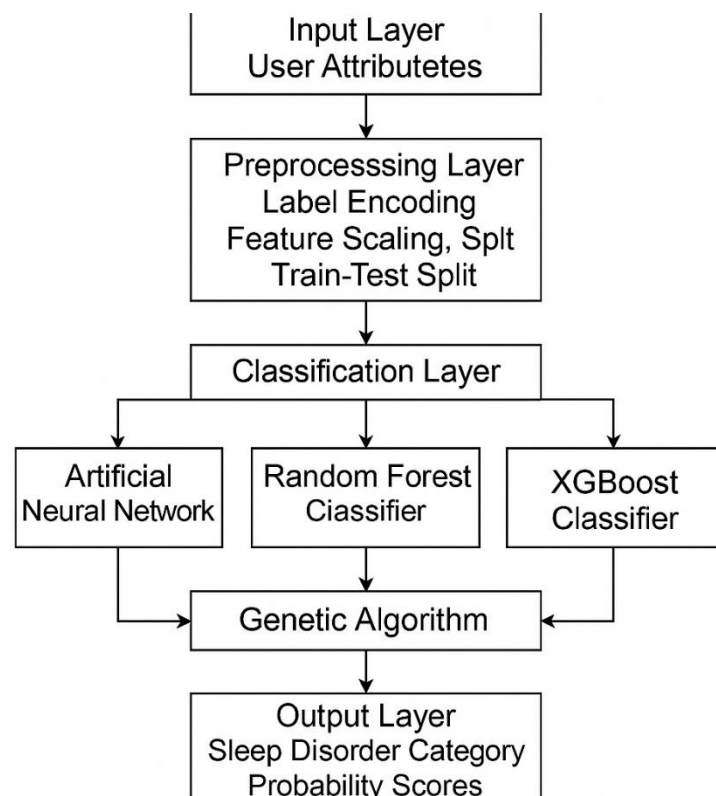 Input Layer
User Attributetes
Preprocesssing Layer
Label Encoding
Feature Scaling, Splt
Train-Test Split
Classification Layer
Artificial
Neural Network
Random Forest
Ciassifier
XGBoost
Classifier
Genetic Algorithm
Output Layer
Sleep Disorder Category
Probability Scores